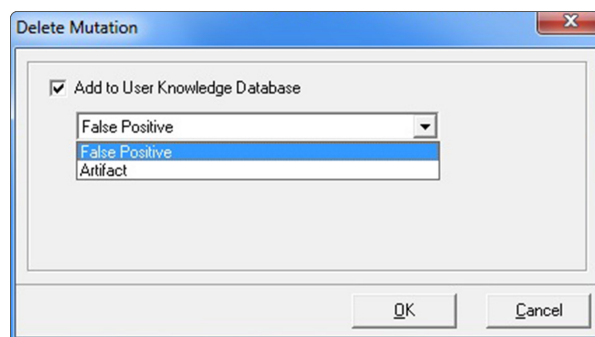 Delete Mutation
Add to User Knowledge Database
False Positive
False Positive
Artifact
OK
Cancel